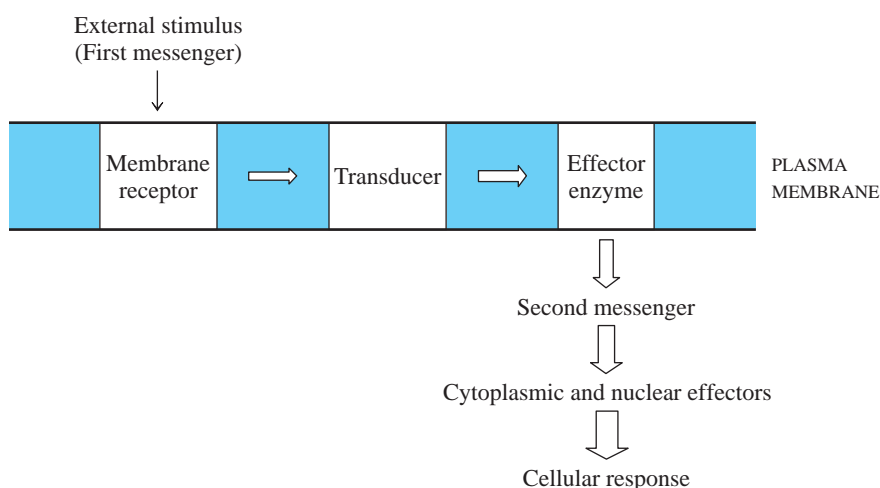 External stimulus
(First messenger)
Membrane
receptor
Transducer
Effector
enzyme
PLASMA
MEMBRANE
Second messenger
Cytoplasmic and nuclear effectors
Cellular response